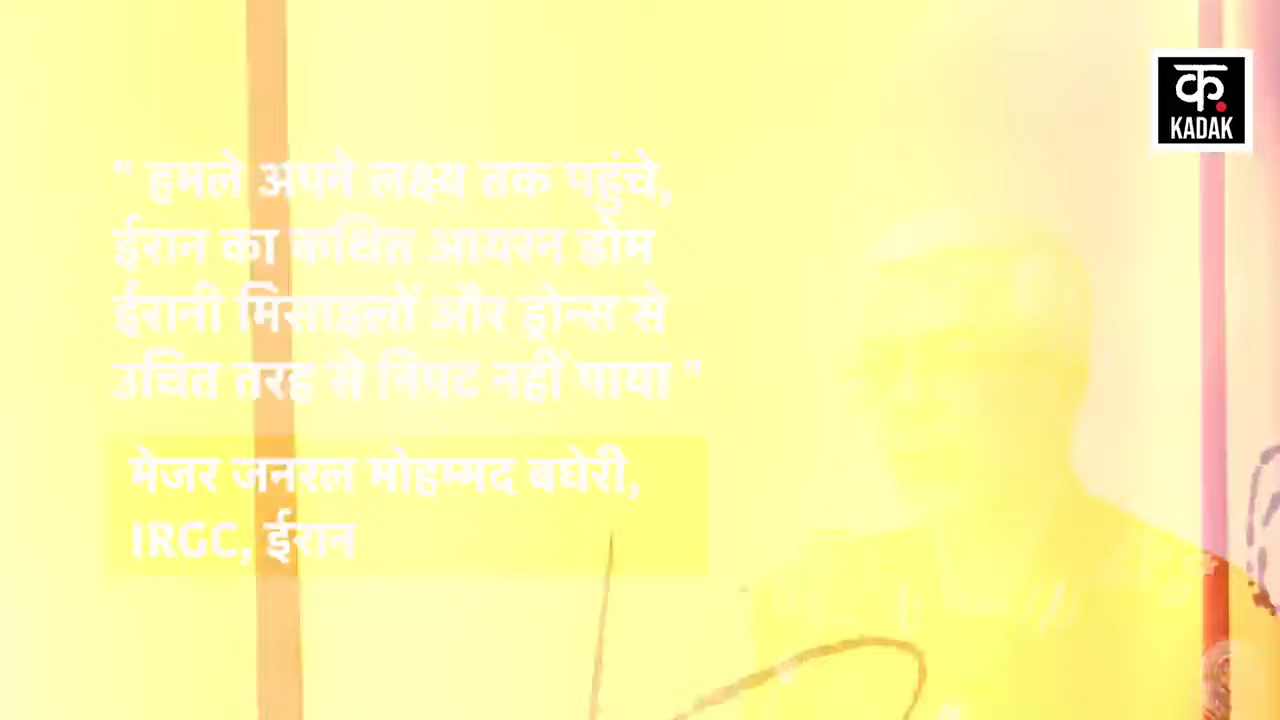 क.
KADAK
" हमले अपने लक्ष्य तक पहुंचे,
ईरान का कथित आयरन डोम
ईरानी मिसाइलों और ड्रोन्स से
उचित तरह से निपट नहीं पाया "
मेजर जनरल मोहम्मद बघेरी,
IRGC, ईरान